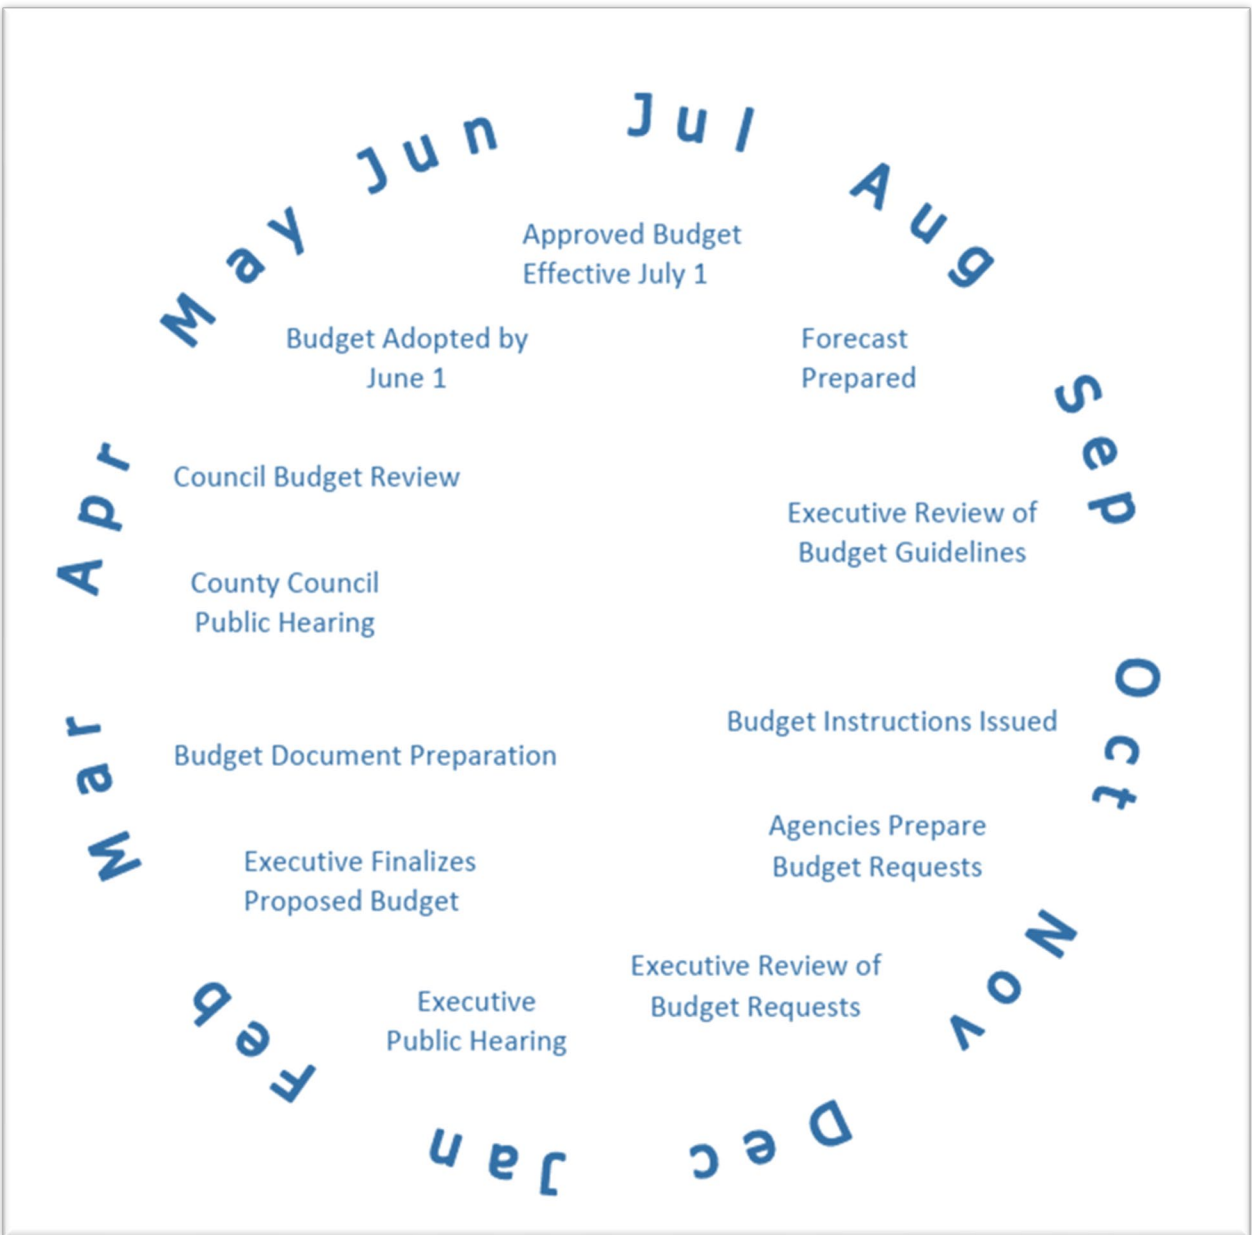 Jul
Aug
Sep
Oct
Nov
Dec
Jan
Feb
Mar
Apr
May
Jun
Approved Budget
Effective July 1
Forecast
Prepared
Executive Review of
Budget Guidelines
Budget Instructions Issued
Agencies Prepare
Budget Requests
Executive Review of
Budget Requests
Executive
Public Hearing
Executive Finalizes
Proposed Budget
Budget Document Preparation
County Council
Public Hearing
Council Budget Review
Budget Adopted by
June 1